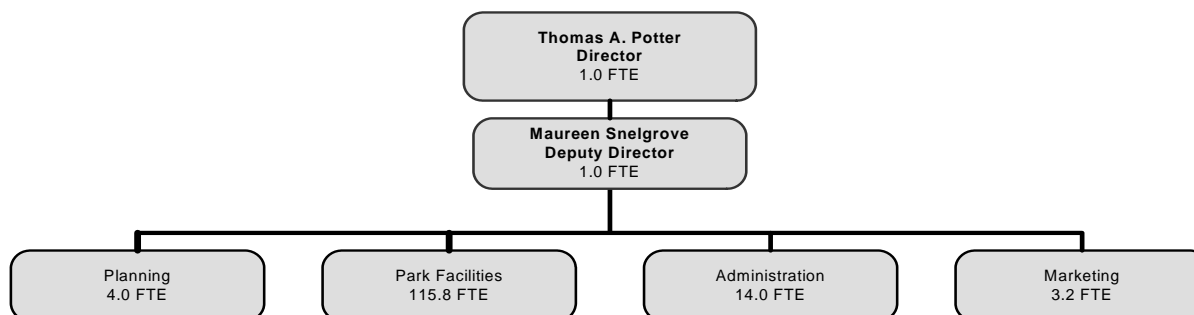 Thomas A. Potter
Director
1.0 FTE
Maureen Snelgrove
Deputy Director
1.0 FTE
Planning
4.0 FTE
Park Facilities
115.8 FTE
Administration
14.0 FTE
Marketing
3.2 FTE